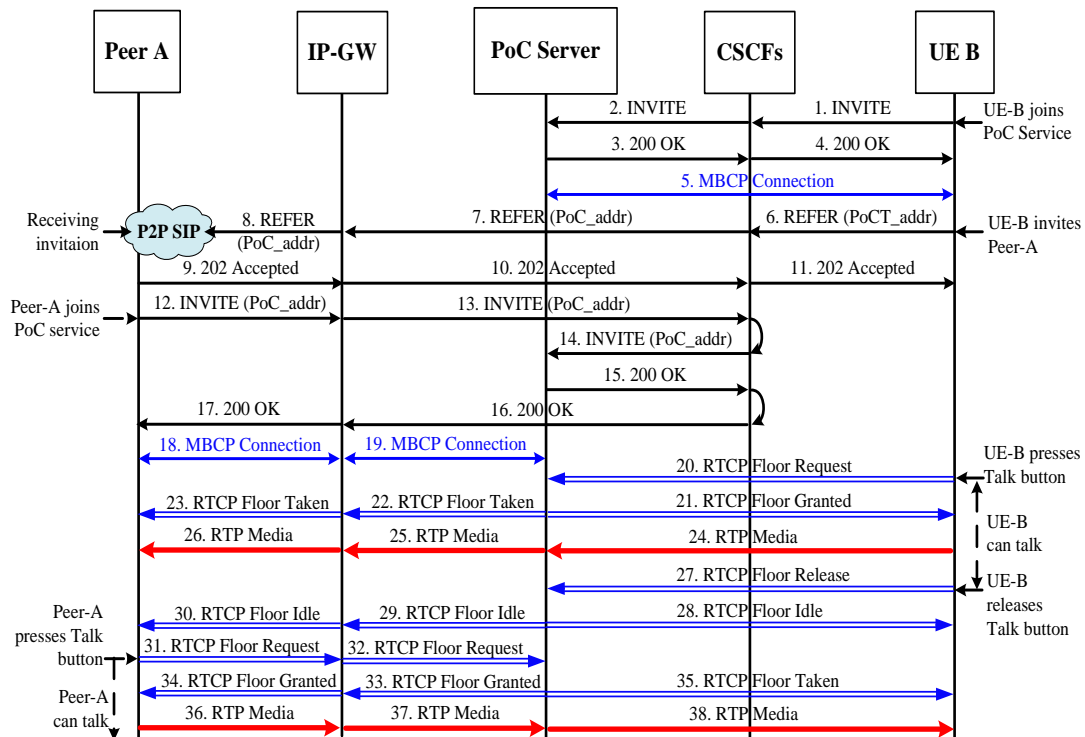 Peer A
IP-GW
PoC Server
CSCFs
UE B
2. INVITE
1. INVITE
UE-B joins
PoC Service
3. 200 OK
4. 200 OK
5. MBCP Connection
Receiving
invitaion
P2P SIP
8. REFER
(PoC_addr)
7. REFER (PoC_addr)
6. REFER (PoCT_addr)
UE-B invites
Peer-A
9. 202 Accepted
10. 202 Accepted
11. 202 Accepted
Peer-A joins
PoC service
12. INVITE (PoC_addr)
13. INVITE (PoC_addr)
14. INVITE (PoC_addr)
15. 200 OK
17. 200 OK
16. 200 OK
18. MBCP Connection
19. MBCP Connection
20. RTCP Floor Request
UE-B presses
Talk button
23. RTCP Floor Taken
22. RTCP Floor Taken
21. RTCP Floor Granted
UE-B
can talk
26. RTP Media
25. RTP Media
24. RTP Media
27. RTCP Floor Release
UE-B
releases
Talk button
30. RTCP Floor Idle
29. RTCP Floor Idle
28. RTCP Floor Idle
Peer-A
presses Talk
button
31. RTCP Floor Request
32. RTCP Floor Request
34. RTCP Floor Granted
33. RTCP Floor Granted
35. RTCP Floor Taken
Peer-A
can talk
36. RTP Media
37. RTP Media
38. RTP Media